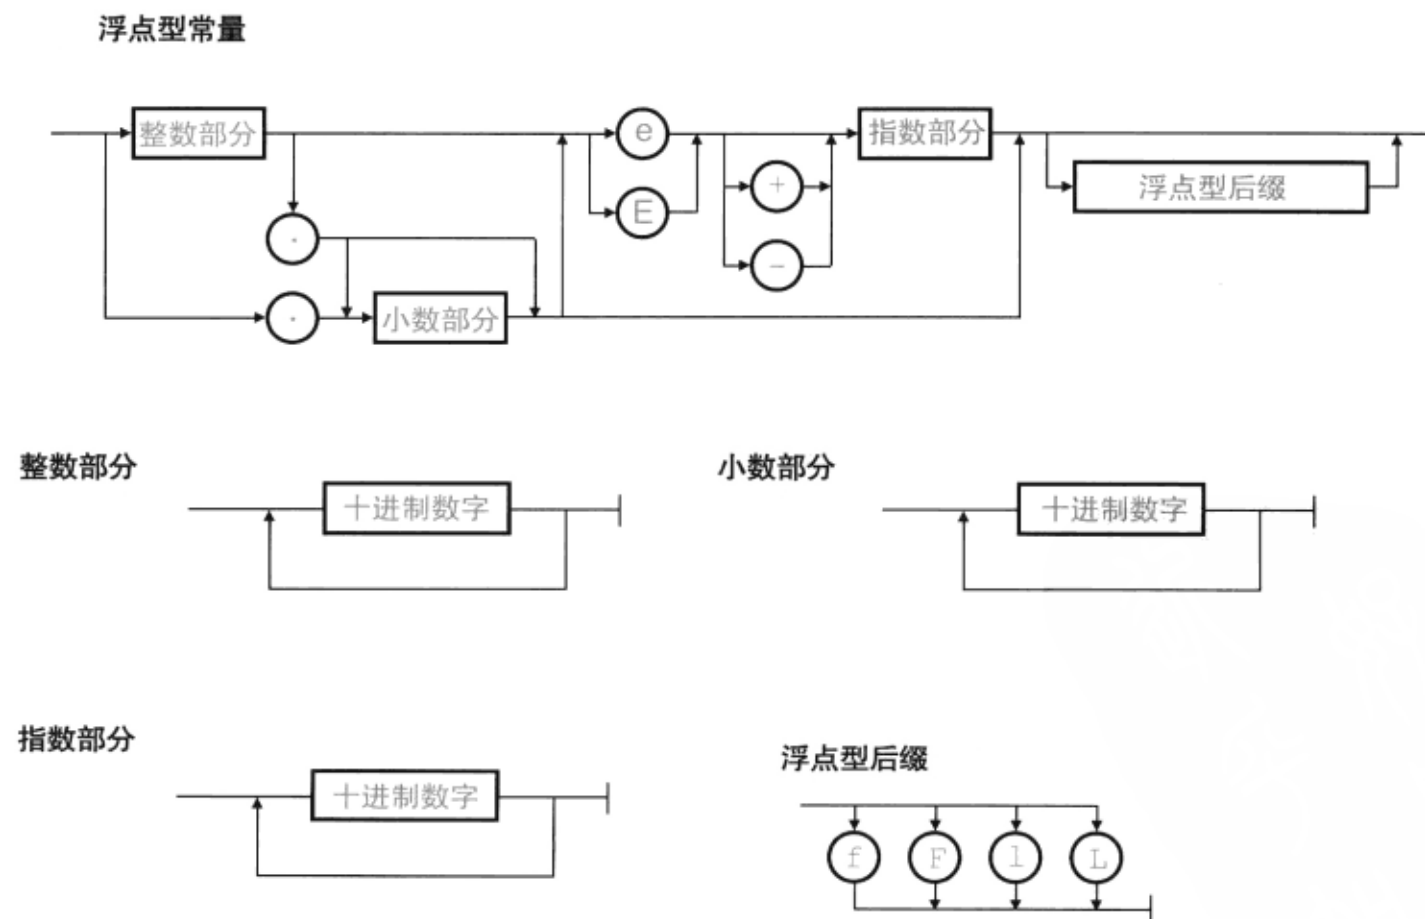 浮点型常量
整数部分 e 指数部分
+ 浮点型后缀
E
.
-
. 小数部分
整数部分 小数部分
十进制数字 十进制数字
指数部分
浮点型后缀
十进制数字
f F l L